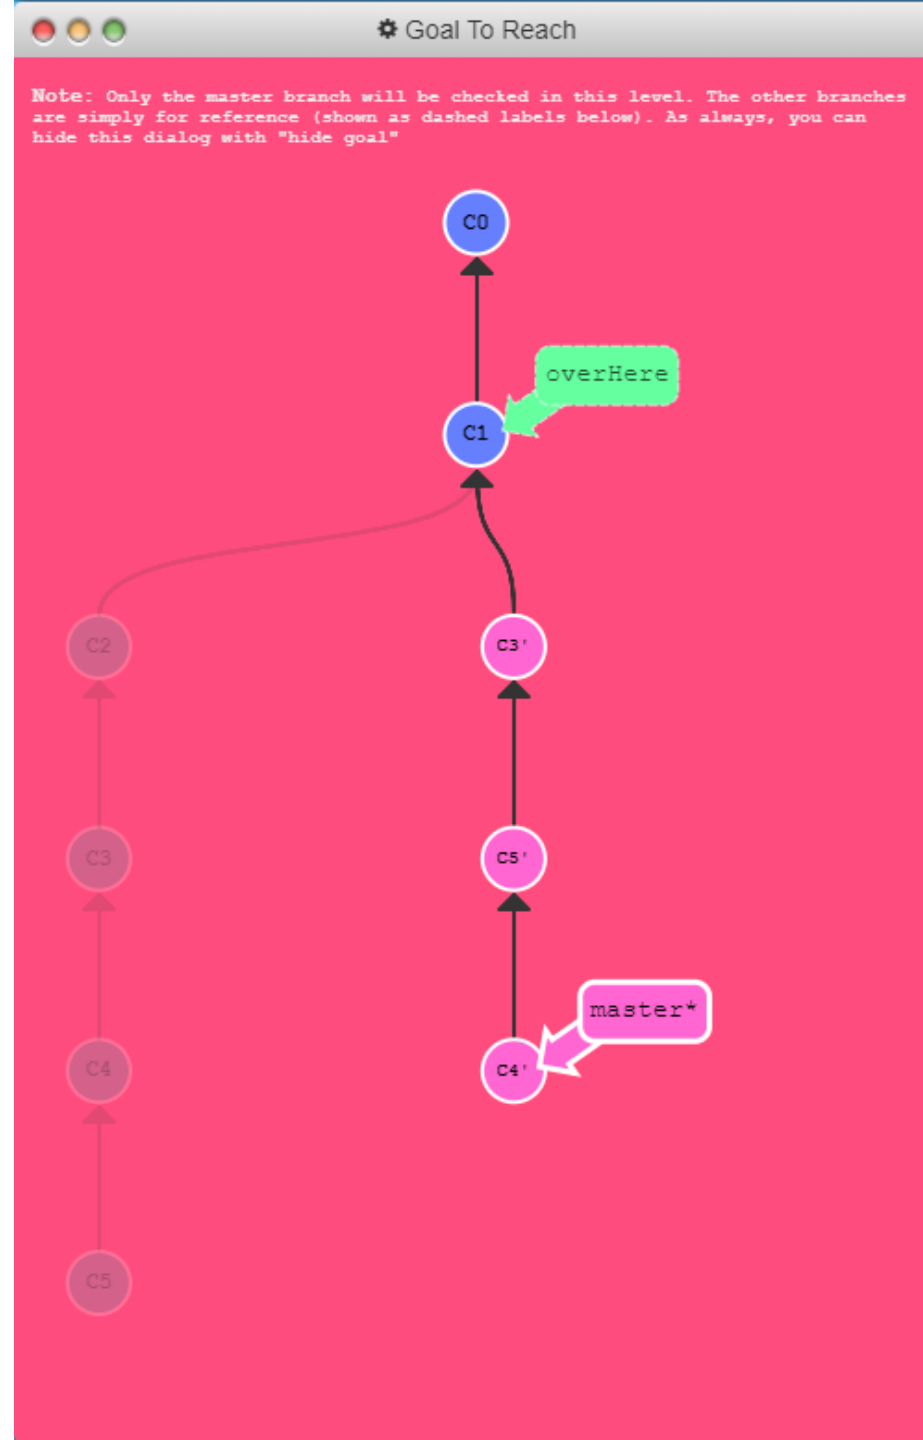 Goal To Reach
Note: Only the master branch will be checked in this level. The other branches
are simply for reference (shown as dashed labels below). As always, you can
hide this dialog with "hide goal"
C0
overHere
C1
C2
C3'
C3
C5'
master*
C4
C4'
C5